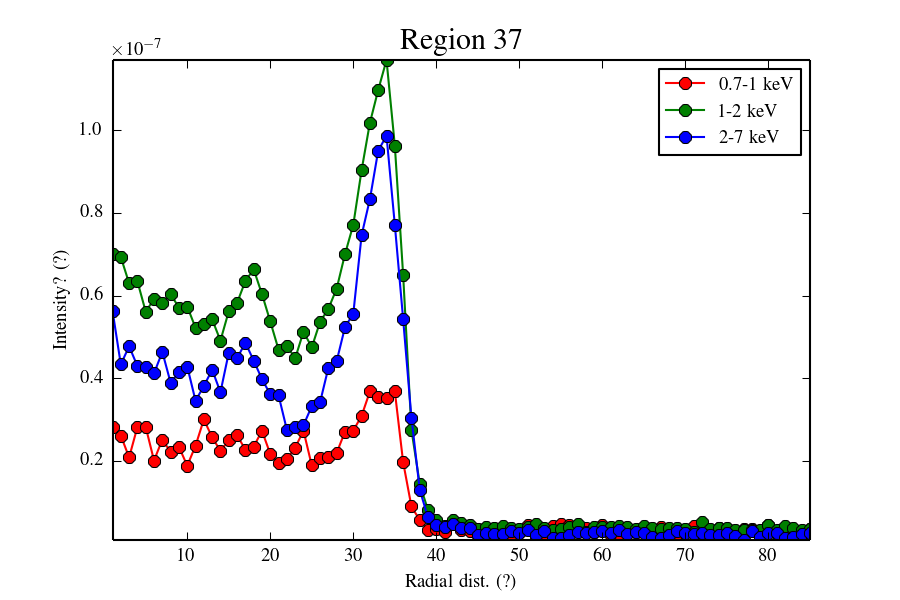 Region 37
×10⁻⁷
0.7-1 keV
1-2 keV
2-7 keV
1.0
0.8
0.6
0.4
0.2
Intensity? (?)
10 20 30 40 50 60 70 80
Radial dist. (?)